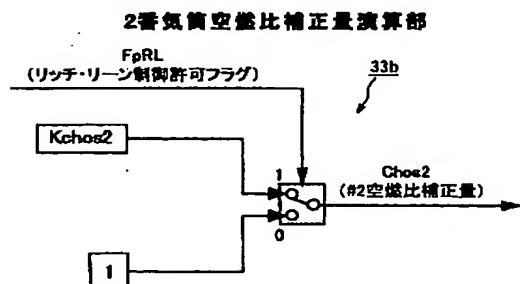 2番気筒空燃比補正量演算部
FpRL
(リッチ・リーン制御許可フラグ)
33b
Kchos2
1
Chos2
(#2空燃比補正量)
0
1